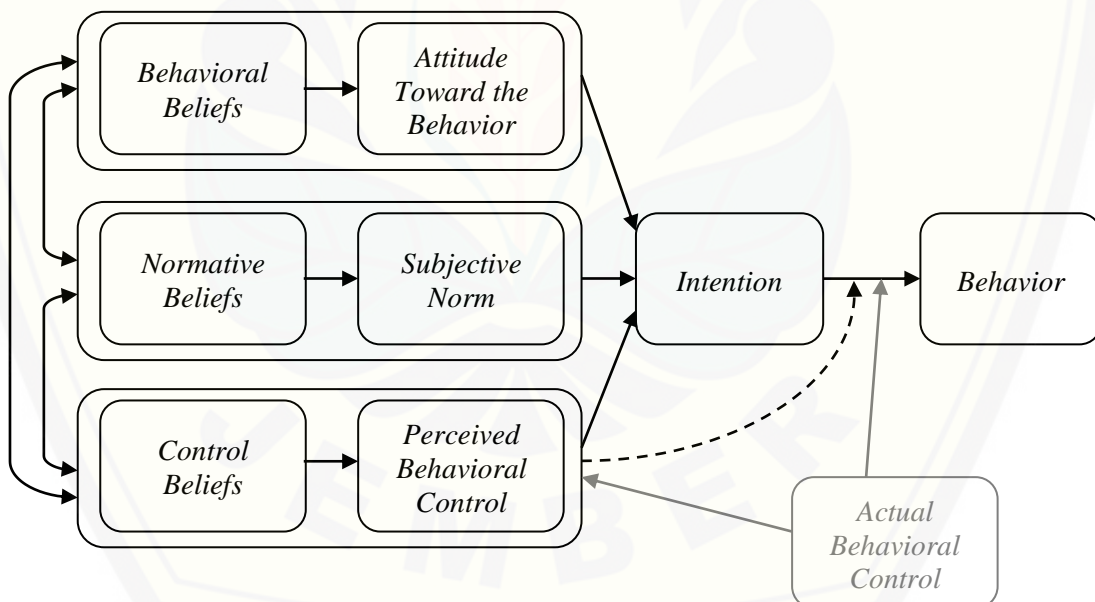 Behavioral
Beliefs
Attitude
Toward the
Behavior
Normative
Beliefs
Subjective
Norm
Intention
Behavior
Control
Beliefs
Perceived
Behavioral
Control
Actual
Behavioral
Control
JEMBER